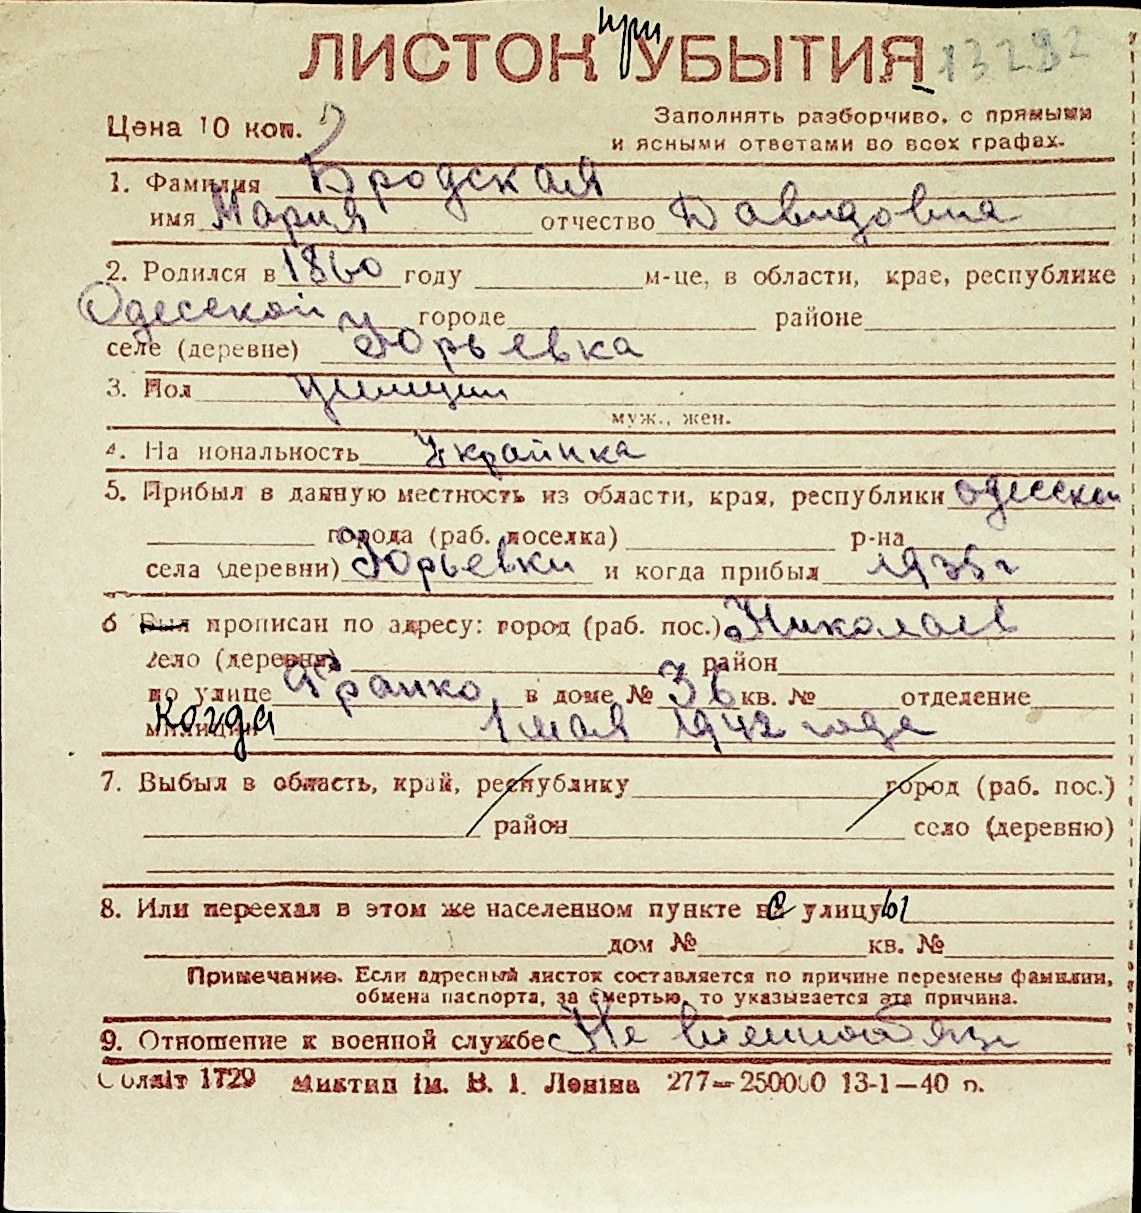 ЛИСТОК при УБЫТИЯ 13292
Цена 10 коп. Заполнять разборчиво, с прямыми
и ясными ответами во всех графах.
1. Фамилия Бродская
имя Мария отчество Давидовна
2. Родился в 1860 году м-це, в области, крае, республике
Одесской городе районе
селе (деревне) Юрьевка
3. Пол женщин
муж., жен.
4. На иональность Украинка
5. Прибыл в данную местность из области, края, республики одесской
города (раб. поселка) р-на
села (деревни) Юрьевки и когда прибыл 1935 г
6 Был прописан по адресу: город (раб. пос.) Николаев
село (деревня) район
по улице Франко в доме № 36 кв. № отделение
милиции когда 1 мая 1942 года
7. Выбыл в область, край, республику город (раб. пос.)
район село (деревню)
8. Или переехал в этом же населенном пункте с улицы
дом № кв. №
Примечание. Если адресный листок составляется по причине перемены фамилии,
обмена паспорта, за смертью, то указывается эта причина.
9. Отношение к военной службе Не военнообяз
Облліт 1729 Миктип ім. В. І. Леніна 277—250000 13-1—40 р.